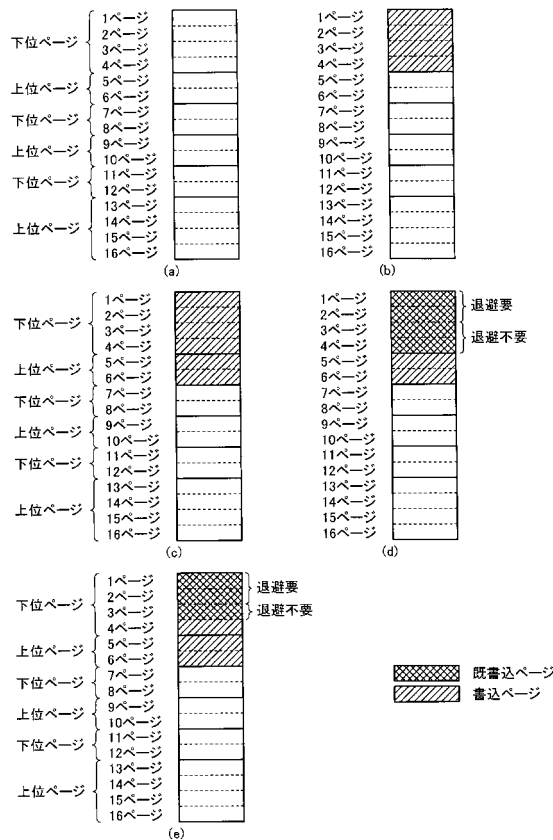 下位ページ
上位ページ
下位ページ
上位ページ
下位ページ
上位ページ
1ページ
2ページ
3ページ
4ページ
5ページ
6ページ
7ページ
8ページ
9ページ
10ページ
11ページ
12ページ
13ページ
14ページ
15ページ
16ページ
(a)
1ページ
2ページ
3ページ
4ページ
5ページ
6ページ
7ページ
8ページ
9ページ
10ページ
11ページ
12ページ
13ページ
14ページ
15ページ
16ページ
(b)
下位ページ
上位ページ
下位ページ
上位ページ
下位ページ
上位ページ
1ページ
2ページ
3ページ
4ページ
5ページ
6ページ
7ページ
8ページ
9ページ
10ページ
11ページ
12ページ
13ページ
14ページ
15ページ
16ページ
(c)
1ページ
2ページ
3ページ
4ページ
5ページ
6ページ
7ページ
8ページ
9ページ
10ページ
11ページ
12ページ
13ページ
14ページ
15ページ
16ページ
退避要
退避不要
(d)
下位ページ
上位ページ
下位ページ
上位ページ
下位ページ
上位ページ
1ページ
2ページ
3ページ
4ページ
5ページ
6ページ
7ページ
8ページ
9ページ
10ページ
11ページ
12ページ
13ページ
14ページ
15ページ
16ページ
退避要
退避不要
(e)
既書込ページ
書込ページ